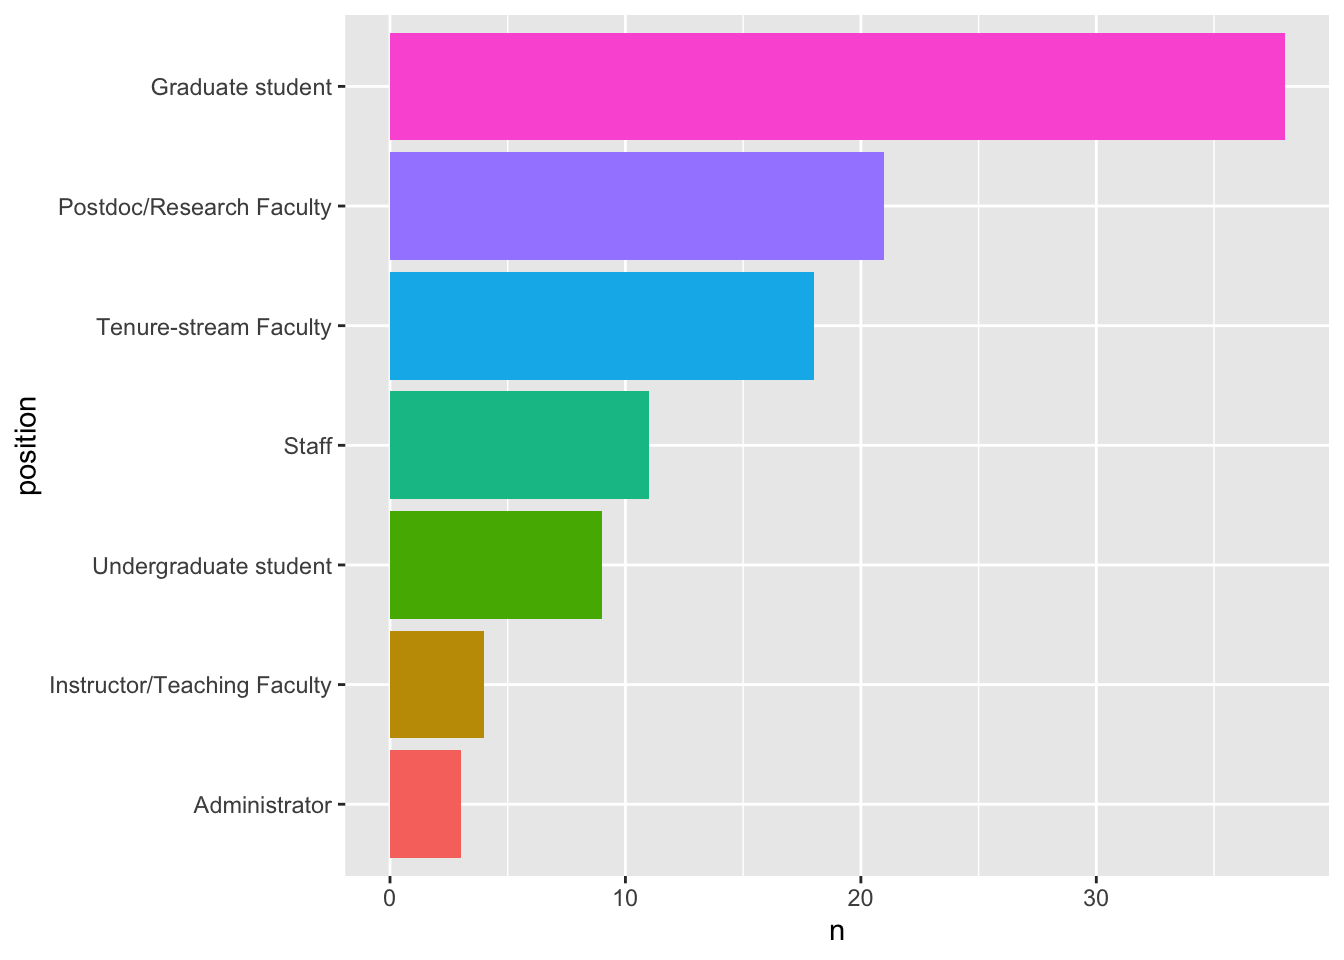 Graduate student
Postdoc/Research Faculty
Tenure-stream Faculty
Staff
Undergraduate student
Instructor/Teaching Faculty
Administrator
position
0 10 20 30
n